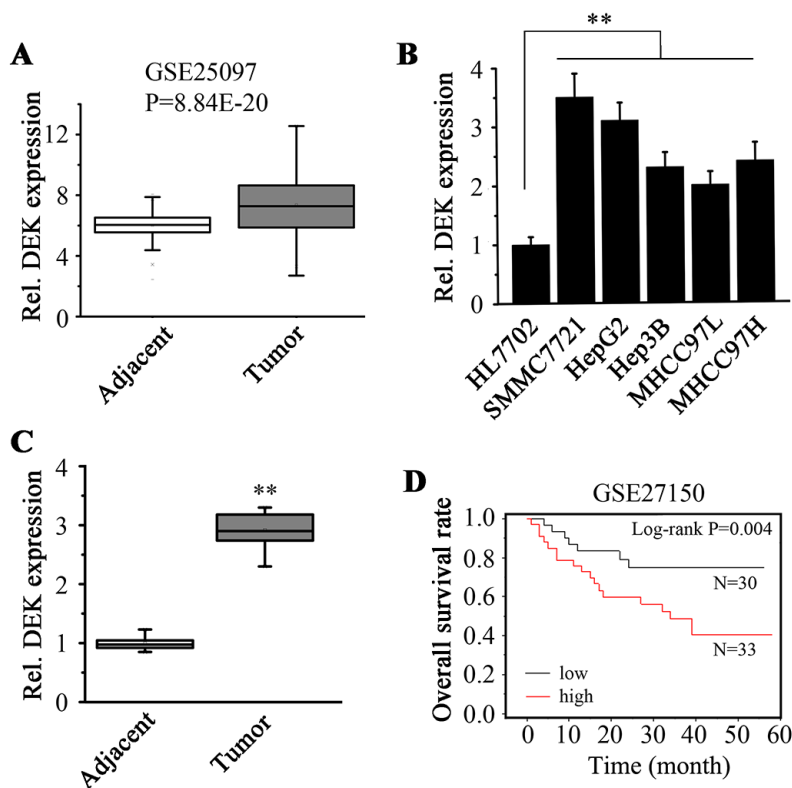 A
GSE25097
P=8.84E-20
Rel. DEK expression
12
8
4
0
Adjacent
Tumor
B
**
Rel. DEK expression
4
3
2
1
0
HL7702
SMMC7721
HepG2
Hep3B
MHCC97L
MHCC97H
C
Rel. DEK expression
4
3
2
1
0
**
Adjacent
Tumor
D
GSE27150
Overall survival rate
1.0
0.8
0.6
0.4
0.2
0.0
Log-rank P=0.004
N=30
N=33
low
high
0 10 20 30 40 50 60
Time (month)